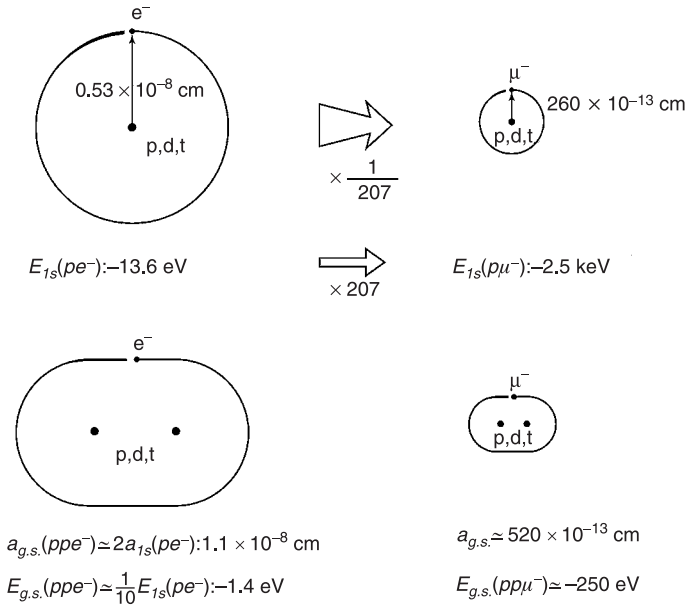 e⁻
0.53 × 10⁻⁸ cm
p,d,t
μ⁻
260 × 10⁻¹³ cm
p,d,t
× 1/207
E1s(pe⁻):–13.6 eV
× 207
E1s(pμ⁻):–2.5 keV
e⁻
p,d,t
μ⁻
p,d,t
ag.s.(ppe⁻)≃2a1s(pe⁻):1.1 × 10⁻⁸ cm
ag.s.≃520 × 10⁻¹³ cm
Eg.s.(ppe⁻)≃1/10E1s(pe⁻):–1.4 eV
Eg.s.(ppμ⁻)≃–250 eV